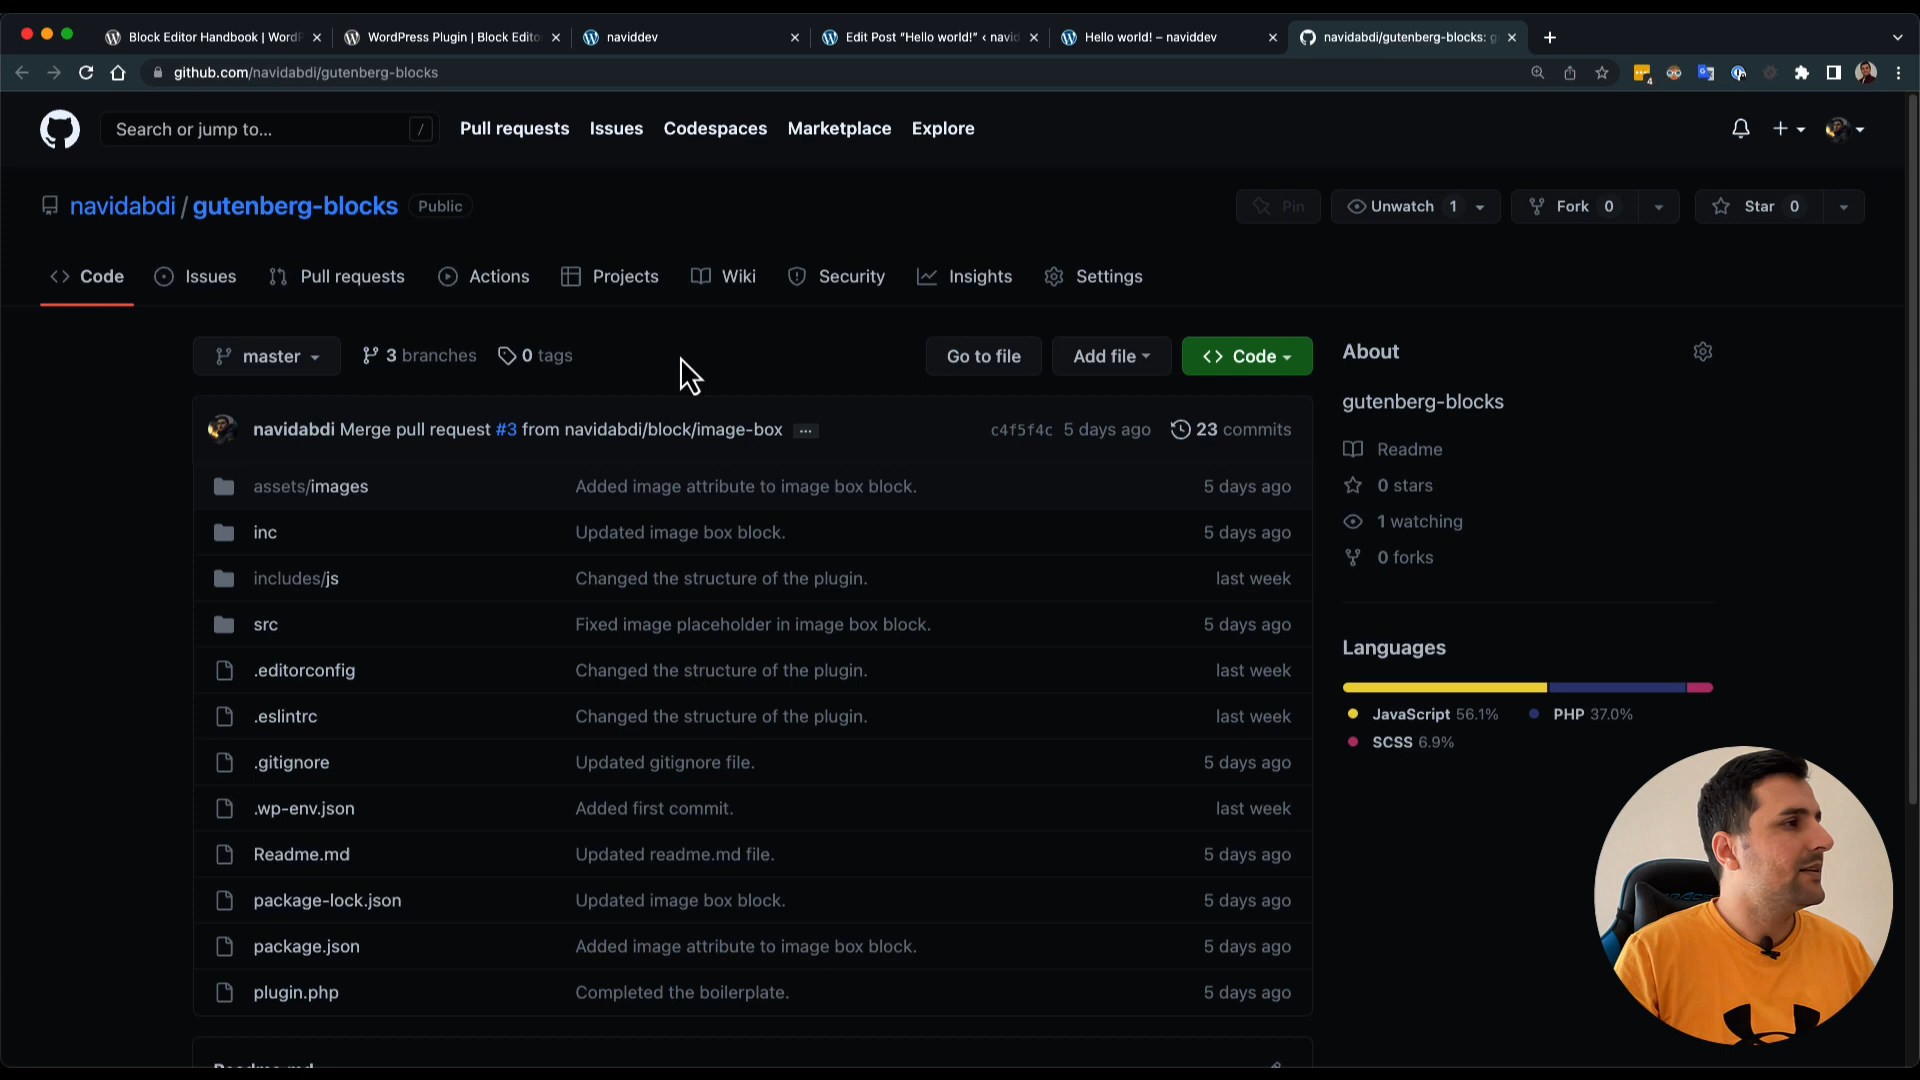 Block Editor Handbook | WordP
WordPress Plugin | Block Edito
naviddev
Edit Post “Hello world!” ‹ navid
Hello world! – naviddev
navidabdi/gutenberg-blocks: g
github.com/navidabdi/gutenberg-blocks
4
Search or jump to...
/
Pull requests
Issues
Codespaces
Marketplace
Explore
navidabdi / gutenberg-blocks
Public
Pin
Unwatch 1
Fork 0
Star 0
Code
Issues
Pull requests
Actions
Projects
Wiki
Security
Insights
Settings
master
3 branches
0 tags
Go to file
Add file
Code
navidabdi Merge pull request #3 from navidabdi/block/image-box ...
c4f5f4c 5 days ago
23 commits
assets/images Added image attribute to image box block. 5 days ago
inc Updated image box block. 5 days ago
includes/js Changed the structure of the plugin. last week
src Fixed image placeholder in image box block. 5 days ago
.editorconfig Changed the structure of the plugin. last week
.eslintrc Changed the structure of the plugin. last week
.gitignore Updated gitignore file. 5 days ago
.wp-env.json Added first commit. last week
Readme.md Updated readme.md file. 5 days ago
package-lock.json Updated image box block. 5 days ago
package.json Added image attribute to image box block. 5 days ago
plugin.php Completed the boilerplate. 5 days ago
Readme.md
About
gutenberg-blocks
Readme
0 stars
1 watching
0 forks
Languages
JavaScript 56.1%
PHP 37.0%
SCSS 6.9%